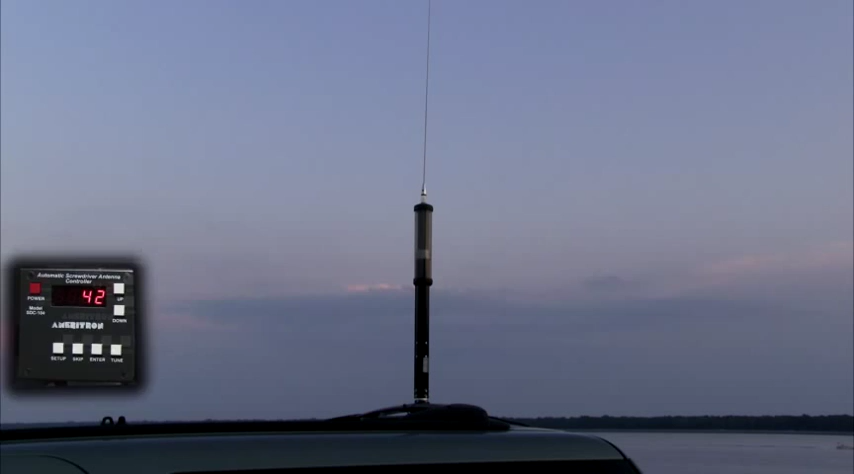 Automatic Screwdriver Antenna
Controller
POWER
42
UP
Model
SDC-104
DOWN
AMERITRON
SETUP SKIP ENTER TUNE